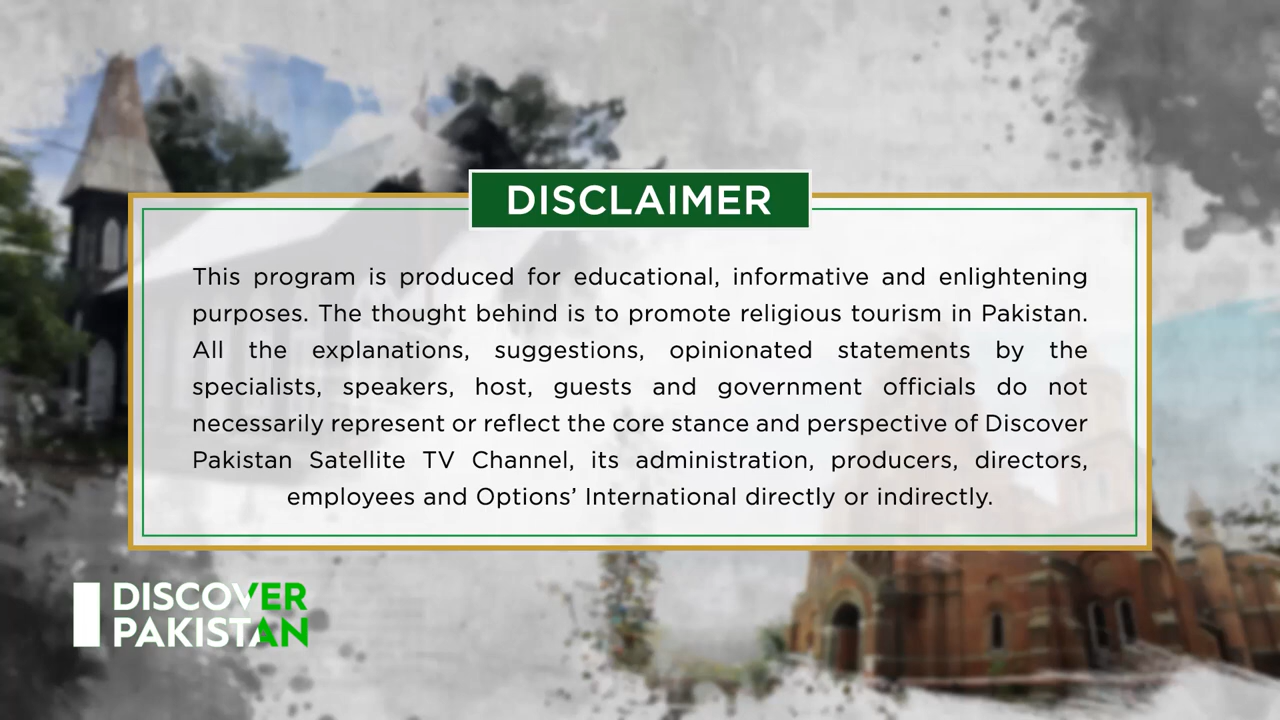 DISCLAIMER
This program is produced for educational, informative and enlightening
purposes. The thought behind is to promote religious tourism in Pakistan.
All the explanations, suggestions, opinionated statements by the
specialists, speakers, host, guests and government officials do not
necessarily represent or reflect the core stance and perspective of Discover
Pakistan Satellite TV Channel, its administration, producers, directors,
employees and Options’ International directly or indirectly.
DISCOVER
PAKISTAN